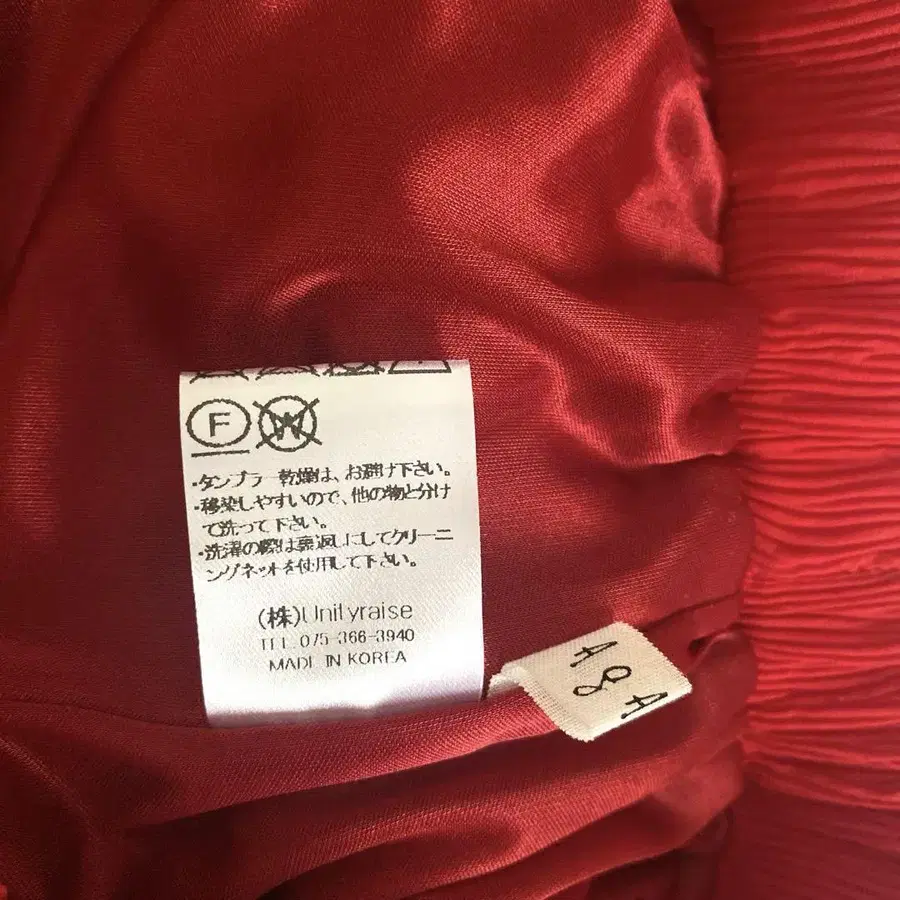 F W
・タンブラー乾燥は、お避け下さい。
・移染しやすいので、他の物と分け
て洗って下さい。
・洗濯の際は裏返しにしてクリーニ
ングネットを使用して下さい。
(株)Unityraise
TEL.075-366-3940
MADE IN KOREA
A8A